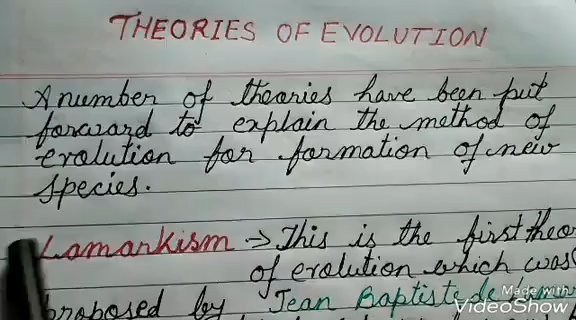 THEORIES OF EVOLUTION
A number of theories have been put
forward to explain the method of
evolution for formation of new
species.
Lamarkism → This is the first theo
of evolution which was
proposed by Jean Baptiste de
Made with
VideoShow